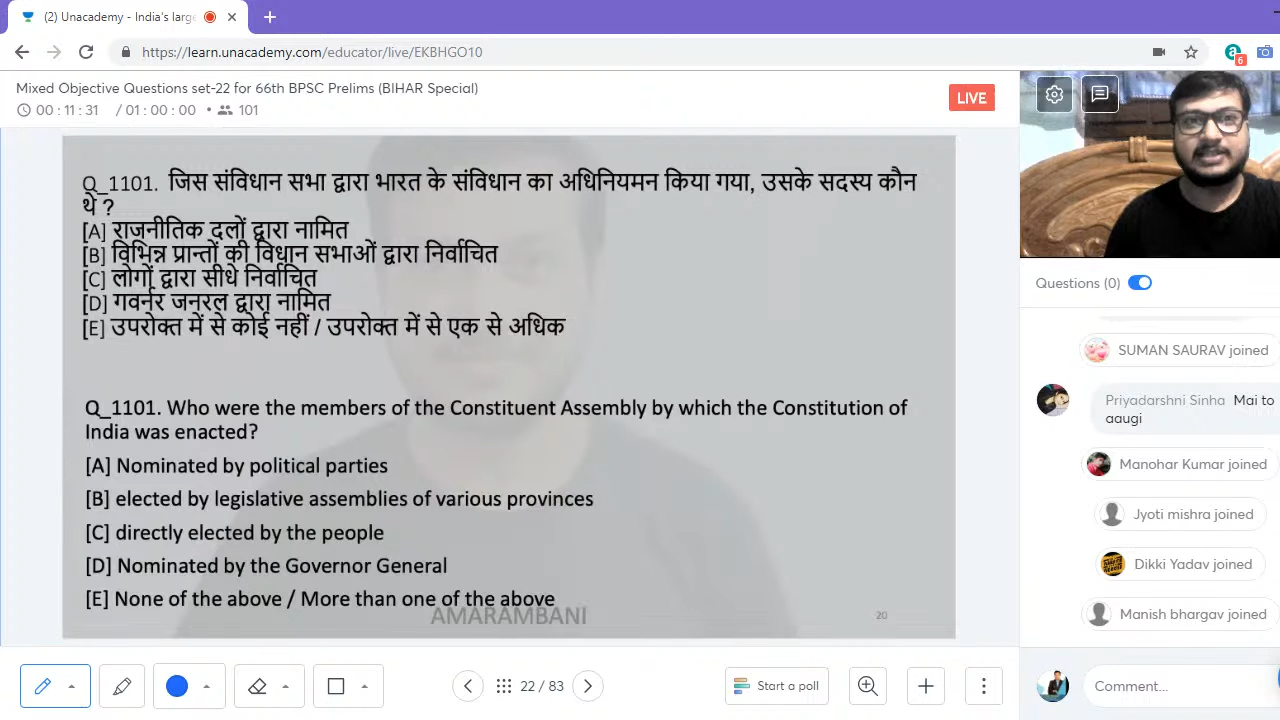 (2) Unacademy - India's larg
https://learn.unacademy.com/educator/live/EKBHGO10
6
Mixed Objective Questions set-22 for 66th BPSC Prelims (BIHAR Special)
00 : 11 : 31 / 01 : 00 : 00 • 101
LIVE
Q_1101. जिस संविधान सभा द्वारा भारत के संविधान का अधिनियमन किया गया, उसके सदस्य कौन
थे ?
[A] राजनीतिक दलों द्वारा नामित
[B] विभिन्न प्रान्तों की विधान सभाओं द्वारा निर्वाचित
[C] लोगों द्वारा सीधे निर्वाचित
[D] गवर्नर जनरल द्वारा नामित
[E] उपरोक्त में से कोई नहीं / उपरोक्त में से एक से अधिक
Q_1101. Who were the members of the Constituent Assembly by which the Constitution of
India was enacted?
[A] Nominated by political parties
[B] elected by legislative assemblies of various provinces
[C] directly elected by the people
[D] Nominated by the Governor General
[E] None of the above / More than one of the above
AMARAMBANI
20
Questions (0)
SUMAN SAURAV joined
Priyadarshni Sinha Mai to
aaugi
Manohar Kumar joined
Jyoti mishra joined
Dikki Yadav joined
Manish bhargav joined
22 / 83
Start a poll
Comment...